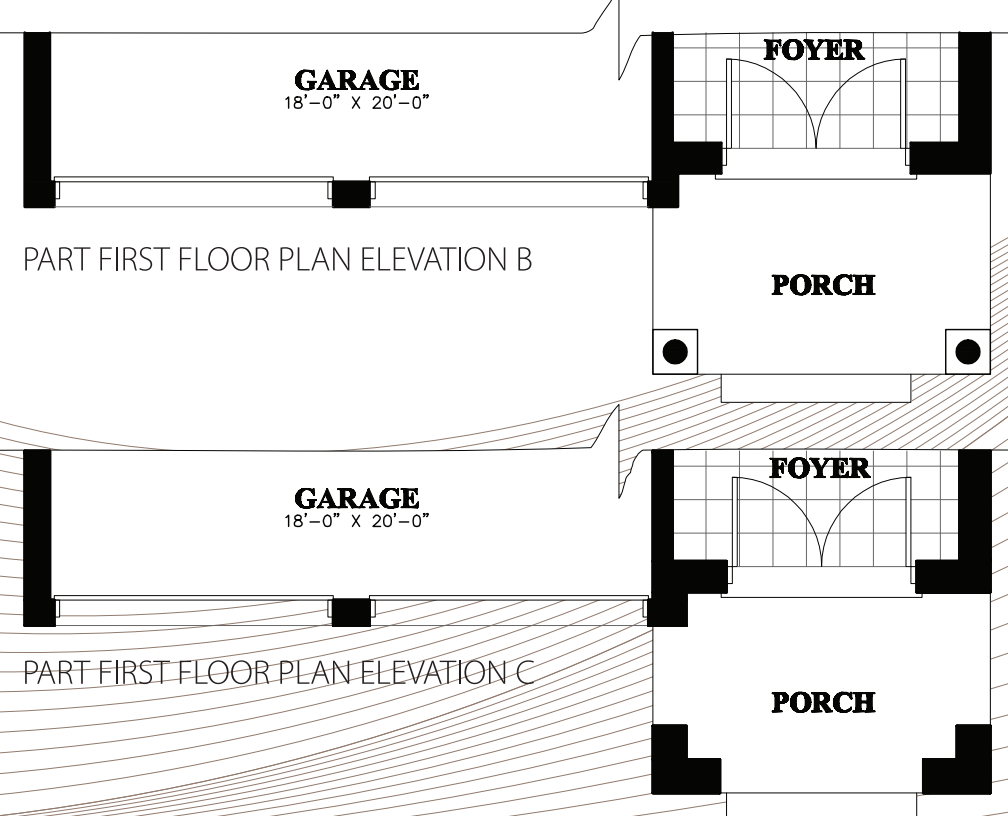 FOYER
GARAGE
18'-0" X 20'-0"
PART FIRST FLOOR PLAN ELEVATION B
PORCH
FOYER
GARAGE
18'-0" X 20'-0"
PART FIRST FLOOR PLAN ELEVATION C
PORCH